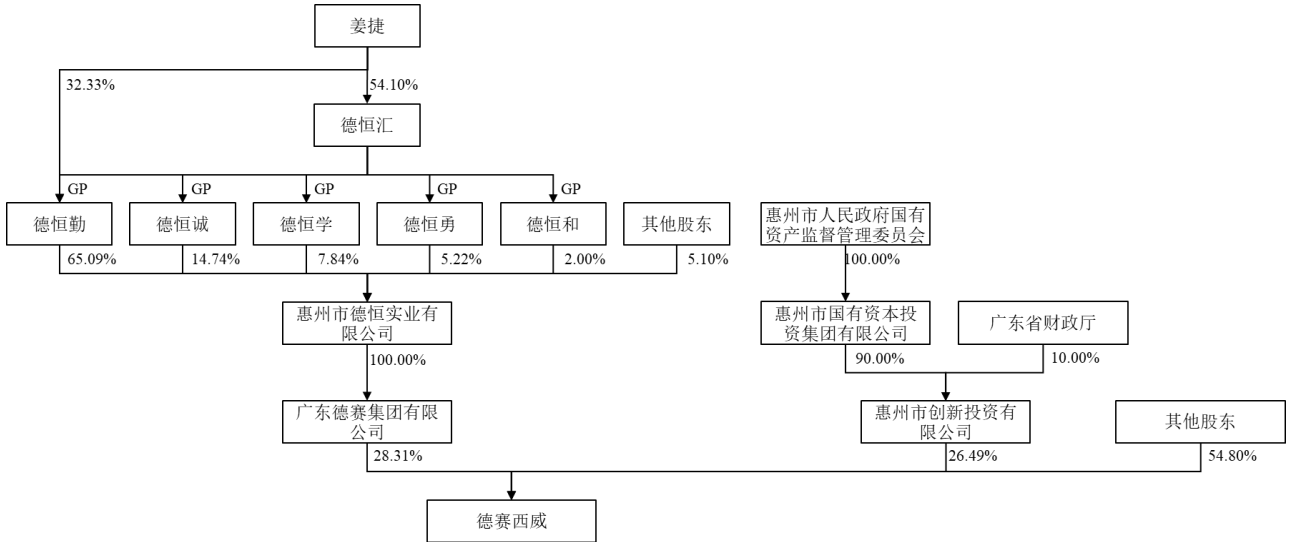 姜捷
32.33%
54.10%
德恒汇
GP
GP
GP
GP
GP
德恒勤
德恒诚
德恒学
德恒勇
德恒和
其他股东
惠州市人民政府国有
资产监督管理委员会
65.09%
14.74%
7.84%
5.22%
2.00%
5.10%
100.00%
惠州市德恒实业有
限公司
惠州市国有资本投
资集团有限公司
广东省财政厅
100.00%
90.00%
10.00%
广东德赛集团有限
公司
惠州市创新投资有
限公司
其他股东
28.31%
26.49%
54.80%
德赛西威